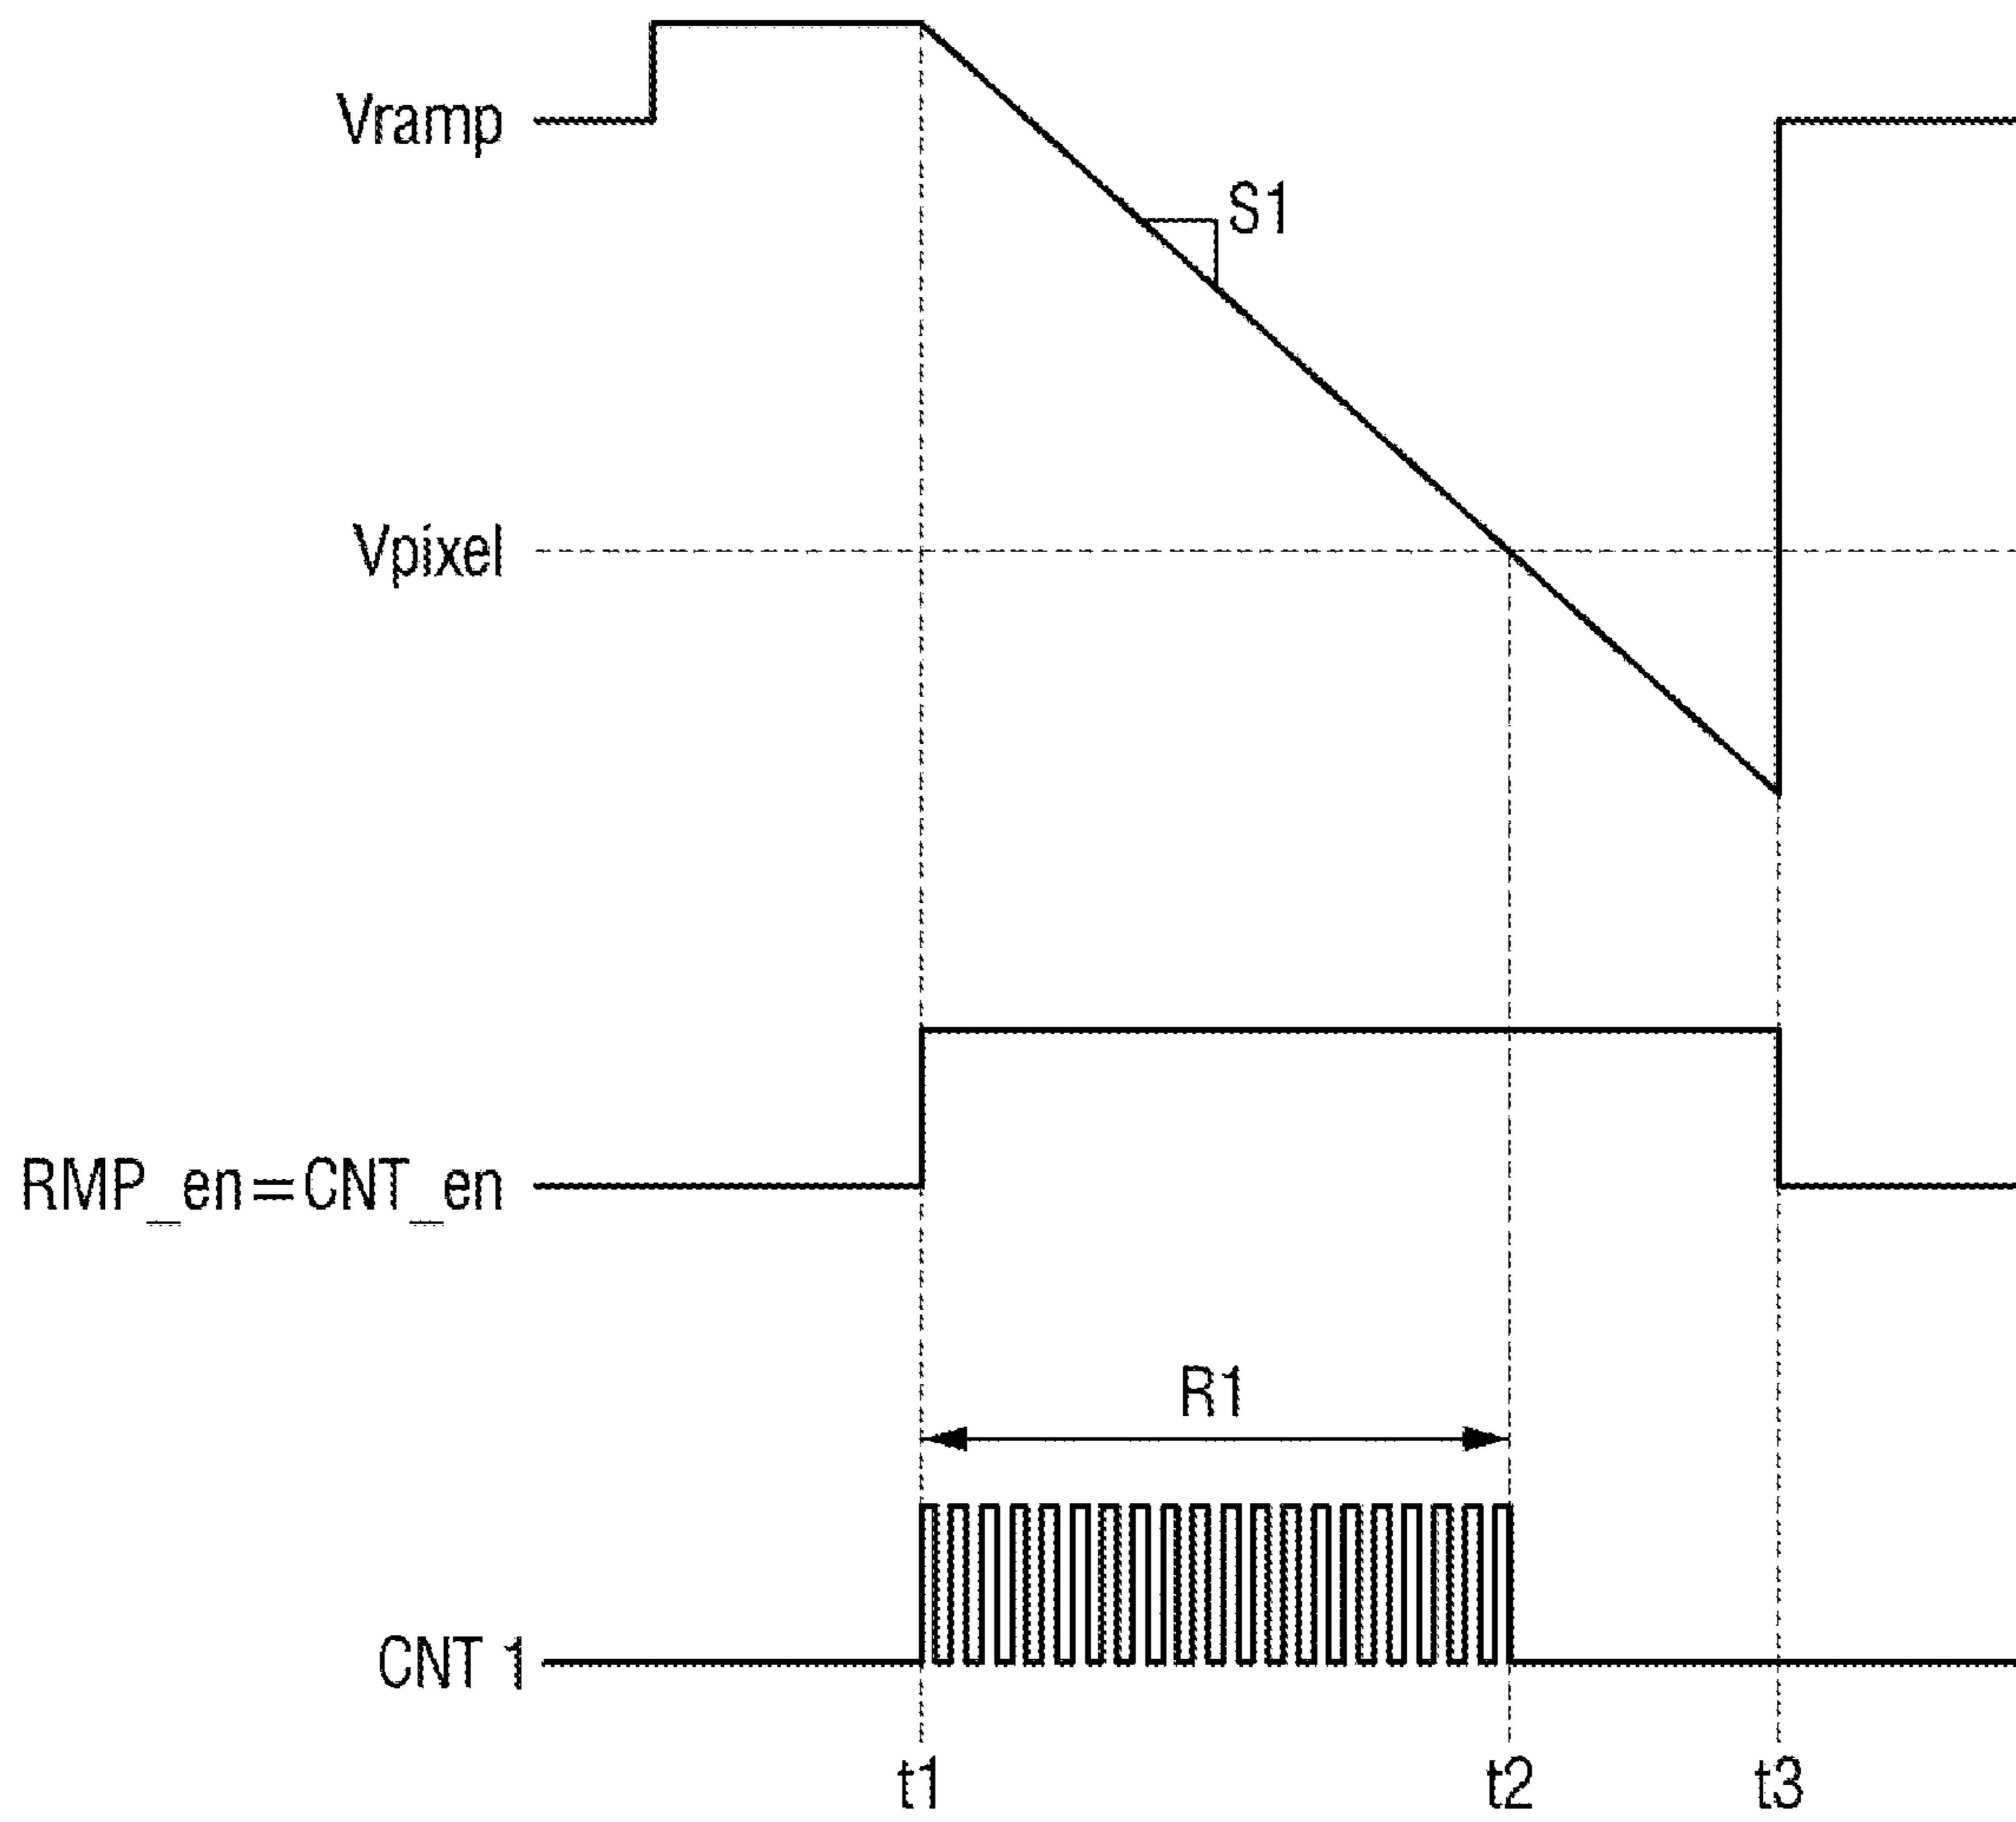 Vramp
S1
Vpixel
RMP_en=CNT_en
R1
CNT 1
t1 t2 t3